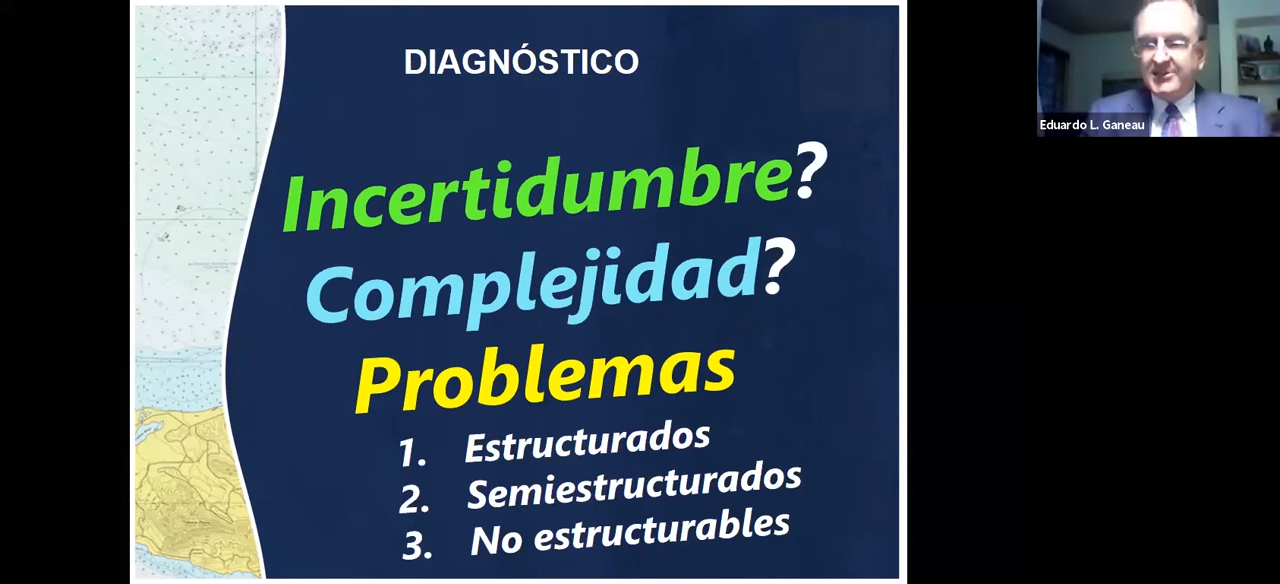 DIAGNÓSTICO
Incertidumbre?
Complejidad?
Problemas
1. Estructurados
2. Semiestructurados
3. No estructurables
Eduardo L. Ganeau